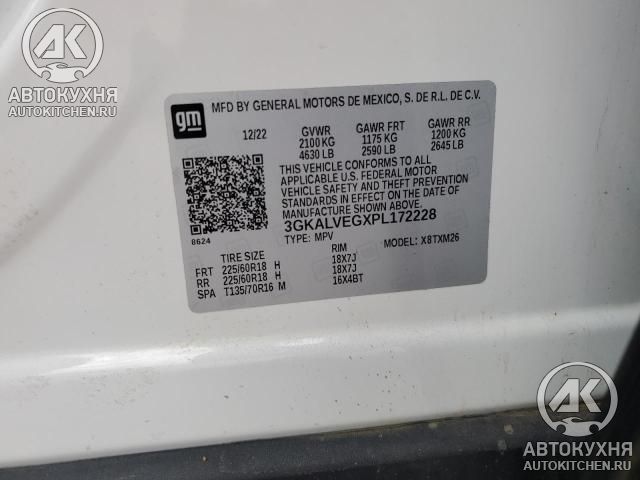 AK
АВТОКУХНЯ
AUTOKITCHEN.RU
gm
MFD BY GENERAL MOTORS DE MEXICO, S. DE R.L. DE C.V.
12/22 GVWR GAWR FRT GAWR RR
2100 KG 1175 KG 1200 KG
4630 LB 2590 LB 2645 LB
THIS VEHICLE CONFORMS TO ALL
APPLICABLE U.S. FEDERAL MOTOR
VEHICLE SAFETY AND THEFT PREVENTION
STANDARDS IN EFFECT ON THE DATE OF
MANUFACTURE SHOWN ABOVE.
3GKALVEGXPL172228
8624
TYPE: MPV MODEL: X8TXM26
TIRE SIZE RIM
FRT 225/60R18 H 18X7J
RR 225/60R18 H 18X7J
SPA T135/70R16 M 16X4BT
AK
АВТОКУХНЯ
AUTOKITCHEN.RU